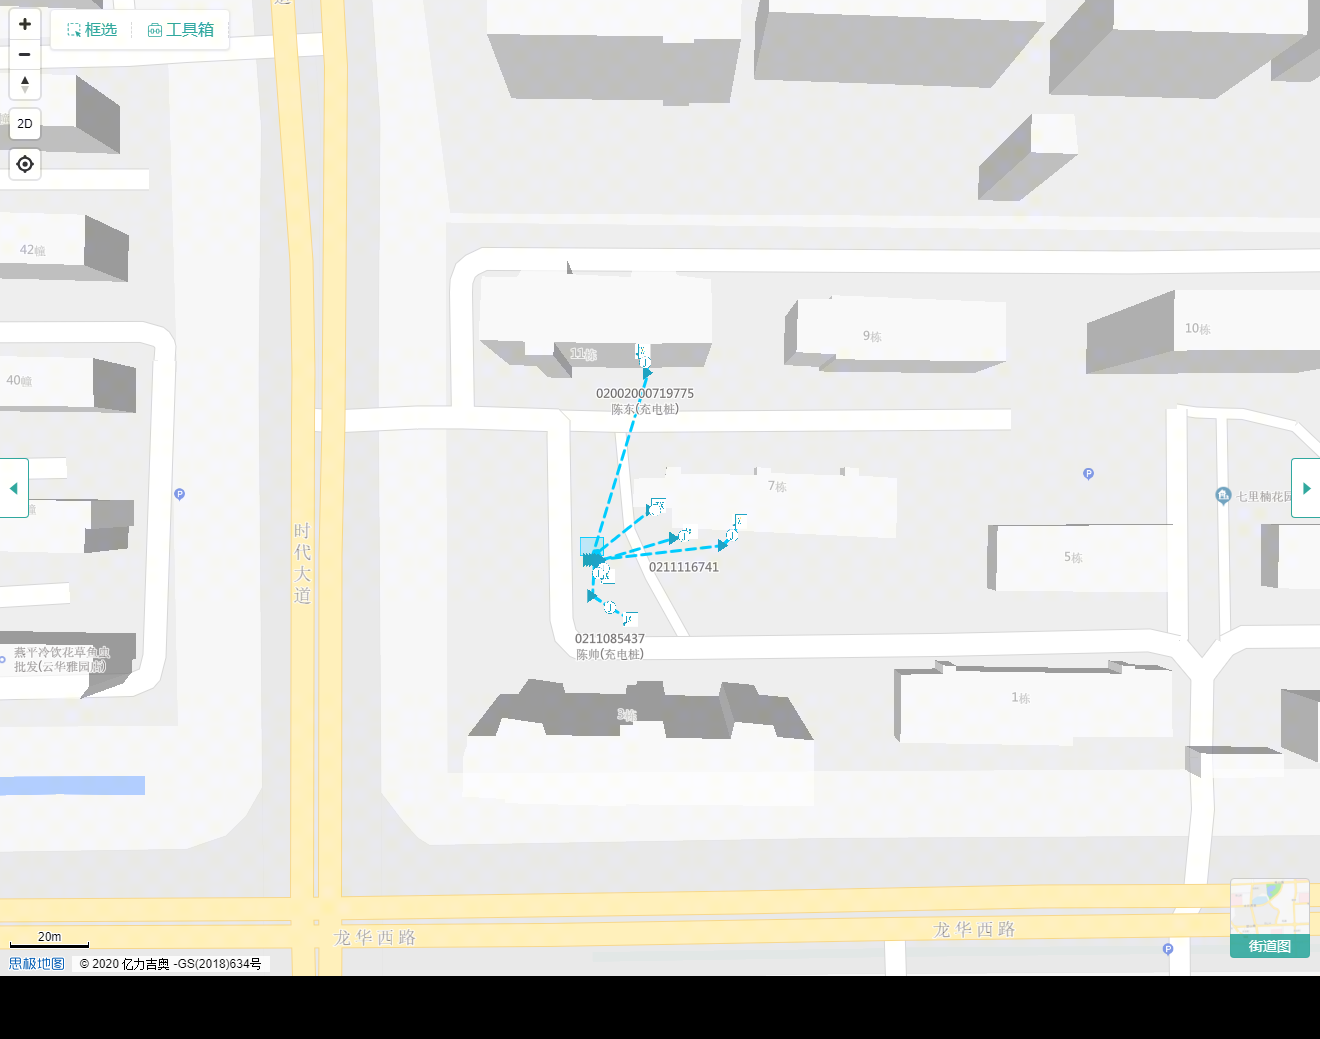 框选
工具箱
2D
42幢
40幢
11栋
9栋
10栋
02002000719775
陈东(充电桩)
7栋
七里楠花园
时代大道
0211116741
5栋
0211085437
陈帅(充电桩)
燕平冷饮花草鱼虫
批发(云华雅园店)
3栋
1栋
龙华西路
龙华西路
20m
街道图
思极地图 © 2020 亿力吉奥 -GS(2018)634号